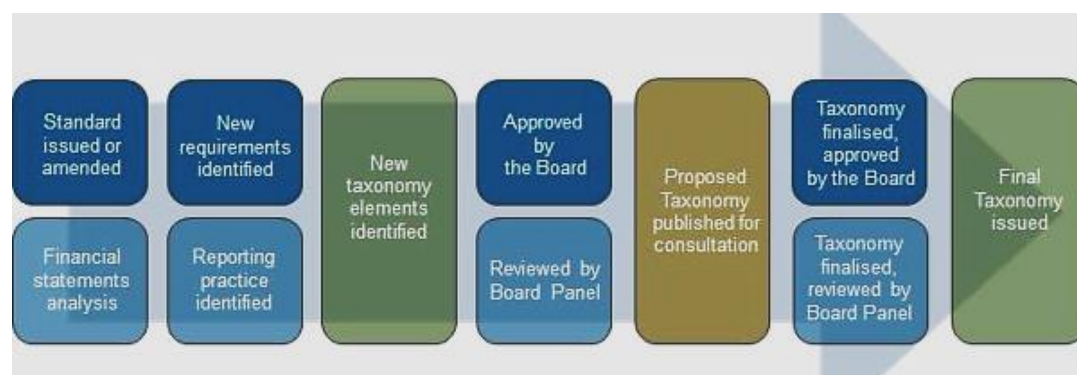 Standard
issued or
amended
New
requirements
identified
New
taxonomy
elements
identified
Approved
by
the Board
Proposed
Taxonomy
published for
consultation
Taxonomy
finalised,
approved
by the Board
Final
Taxonomy
issued
Financial
statements
analysis
Reporting
practice
identified
Reviewed by
Board Panel
Taxonomy
finalised,
reviewed by
Board Panel